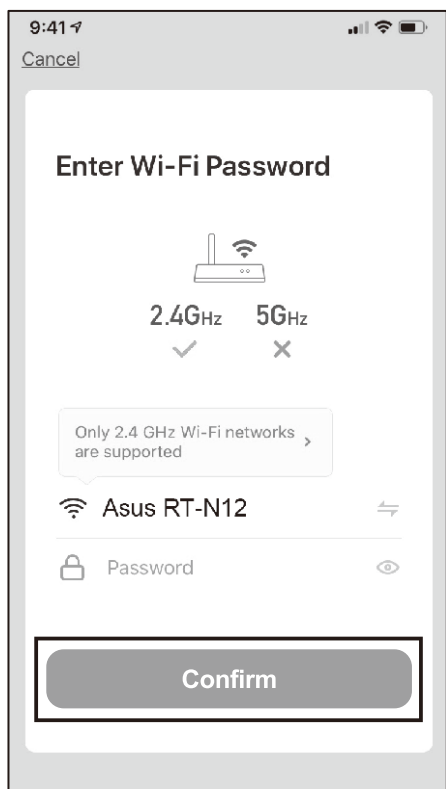 9:41
Cancel
Enter Wi-Fi Password
2.4GHz 5GHz
Only 2.4 GHz Wi-Fi networks
are supported
Asus RT-N12
Password
Confirm